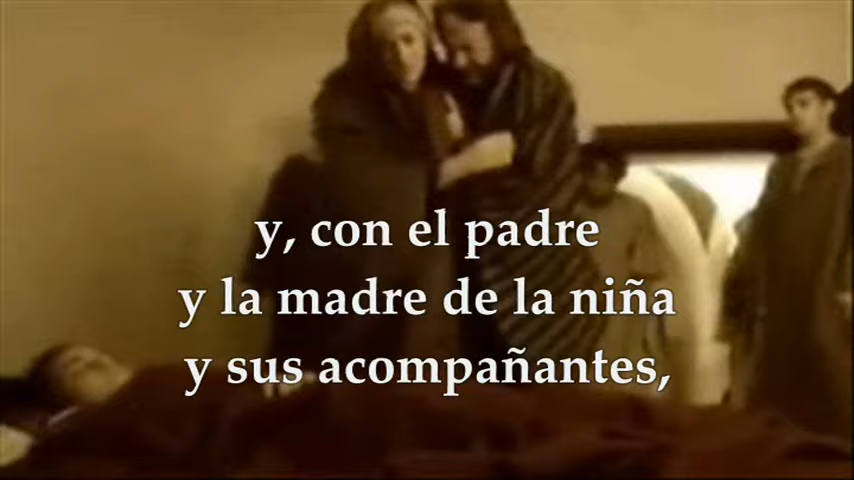 y, con el padre
y la madre de la niña
y sus acompañantes,